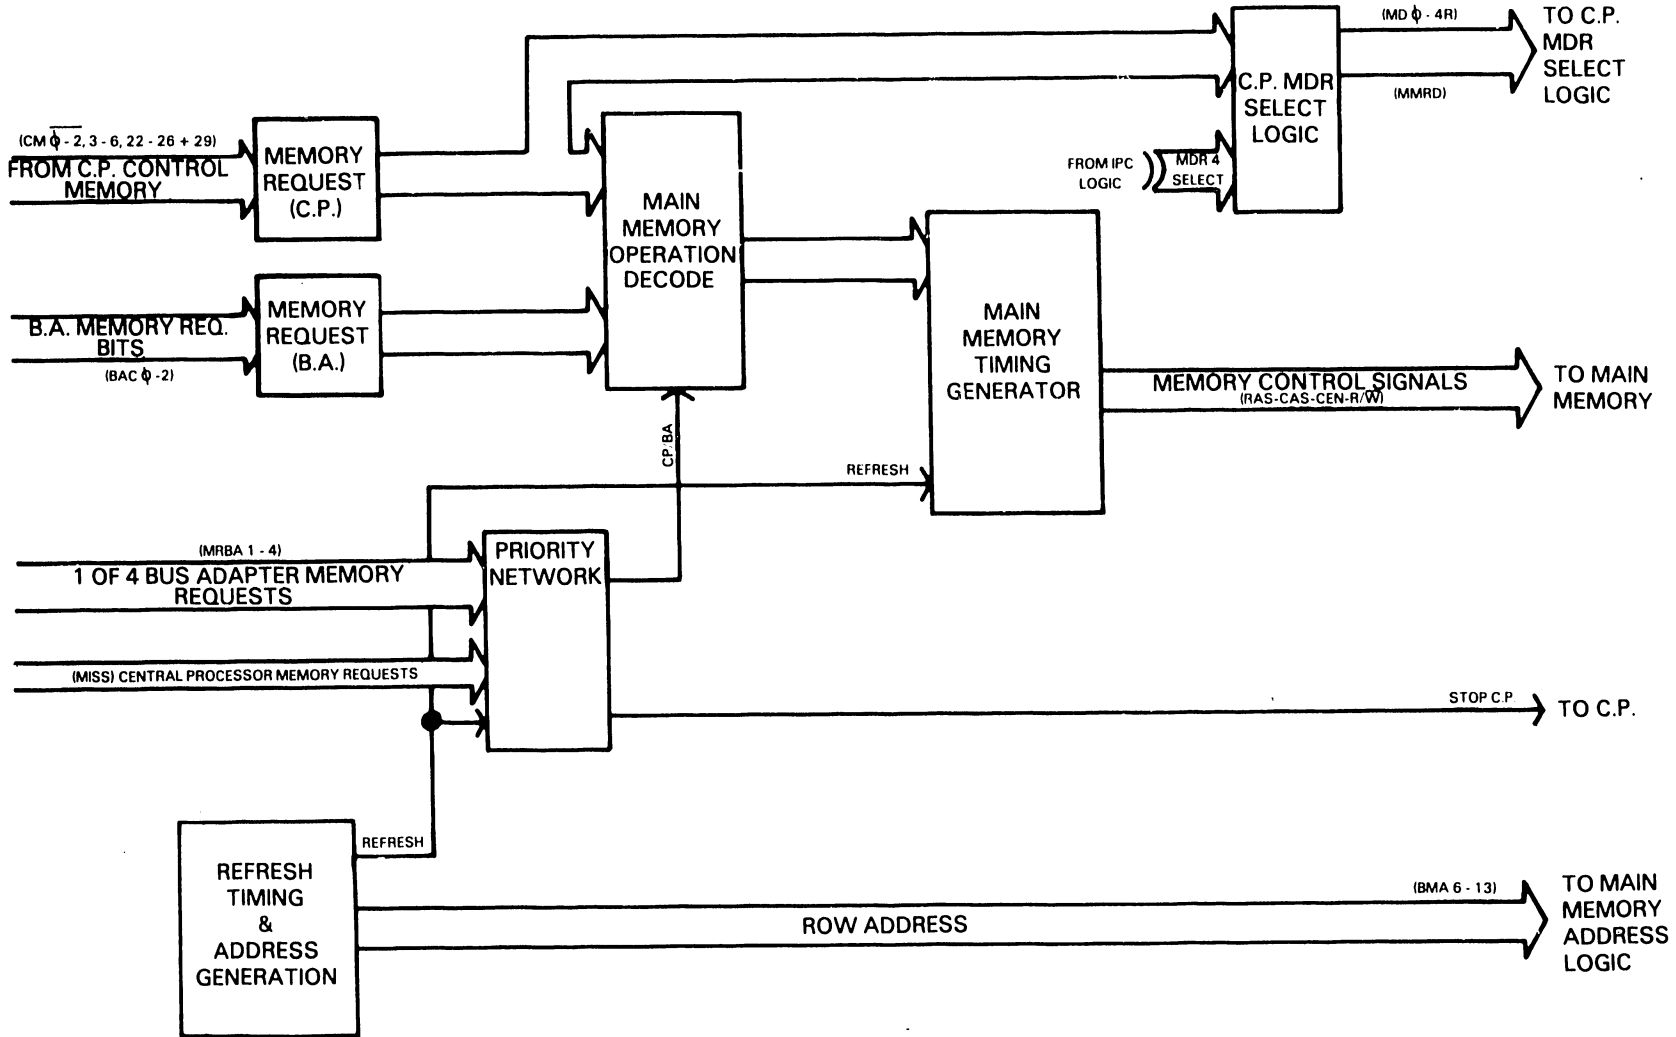 (MD ϕ - 4R)
TO C.P.
MDR
SELECT
LOGIC
(MMRD)
C.P. MDR
SELECT
LOGIC
(CM ϕ - 2, 3 - 6, 22 - 26 + 29)
FROM C.P. CONTROL
MEMORY
MEMORY
REQUEST
(C.P.)
FROM IPC
LOGIC
MDR 4
SELECT
MAIN
MEMORY
OPERATION
DECODE
B.A. MEMORY REQ.
BITS
(BAC ϕ - 2)
MEMORY
REQUEST
(B.A.)
MAIN
MEMORY
TIMING
GENERATOR
MEMORY CONTROL SIGNALS
(RAS-CAS-CEN-R/W̅)
TO MAIN
MEMORY
CP/BA
REFRESH
(MRBA 1 - 4)
1 OF 4 BUS ADAPTER MEMORY
REQUESTS
PRIORITY
NETWORK
(MISS) CENTRAL PROCESSOR MEMORY REQUESTS
STOP C.P.
TO C.P.
REFRESH
REFRESH
TIMING
&
ADDRESS
GENERATION
(BMA 6 - 13)
ROW ADDRESS
TO MAIN
MEMORY
ADDRESS
LOGIC